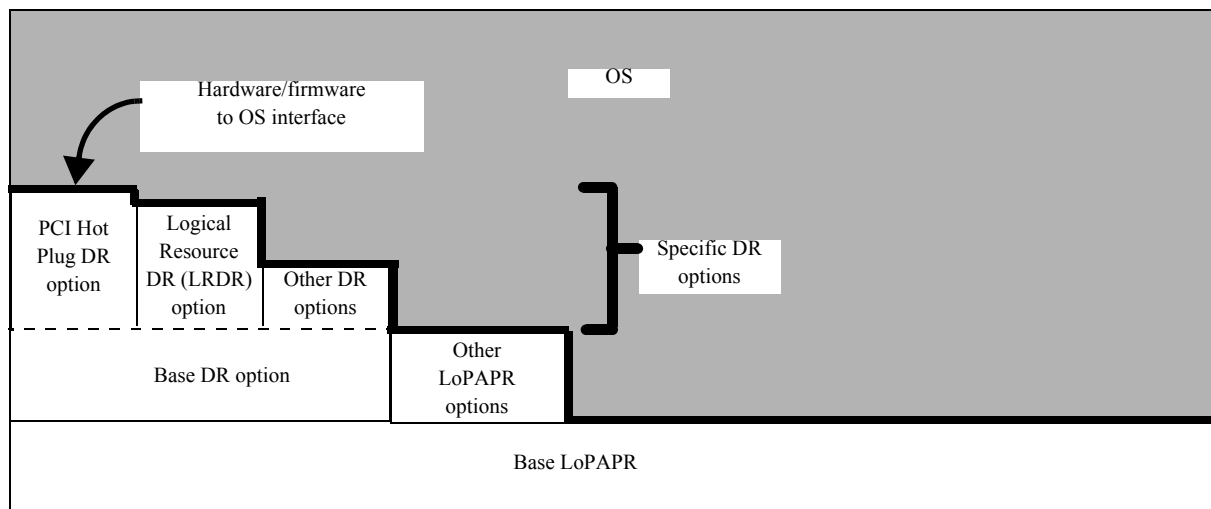 OS
Hardware/firmware
to OS interface
PCI Hot
Plug DR
option
Logical
Resource
DR (LRDR)
option
Other DR
options
Specific DR
options
Base DR option
Other
LoPAPR
options
Base LoPAPR